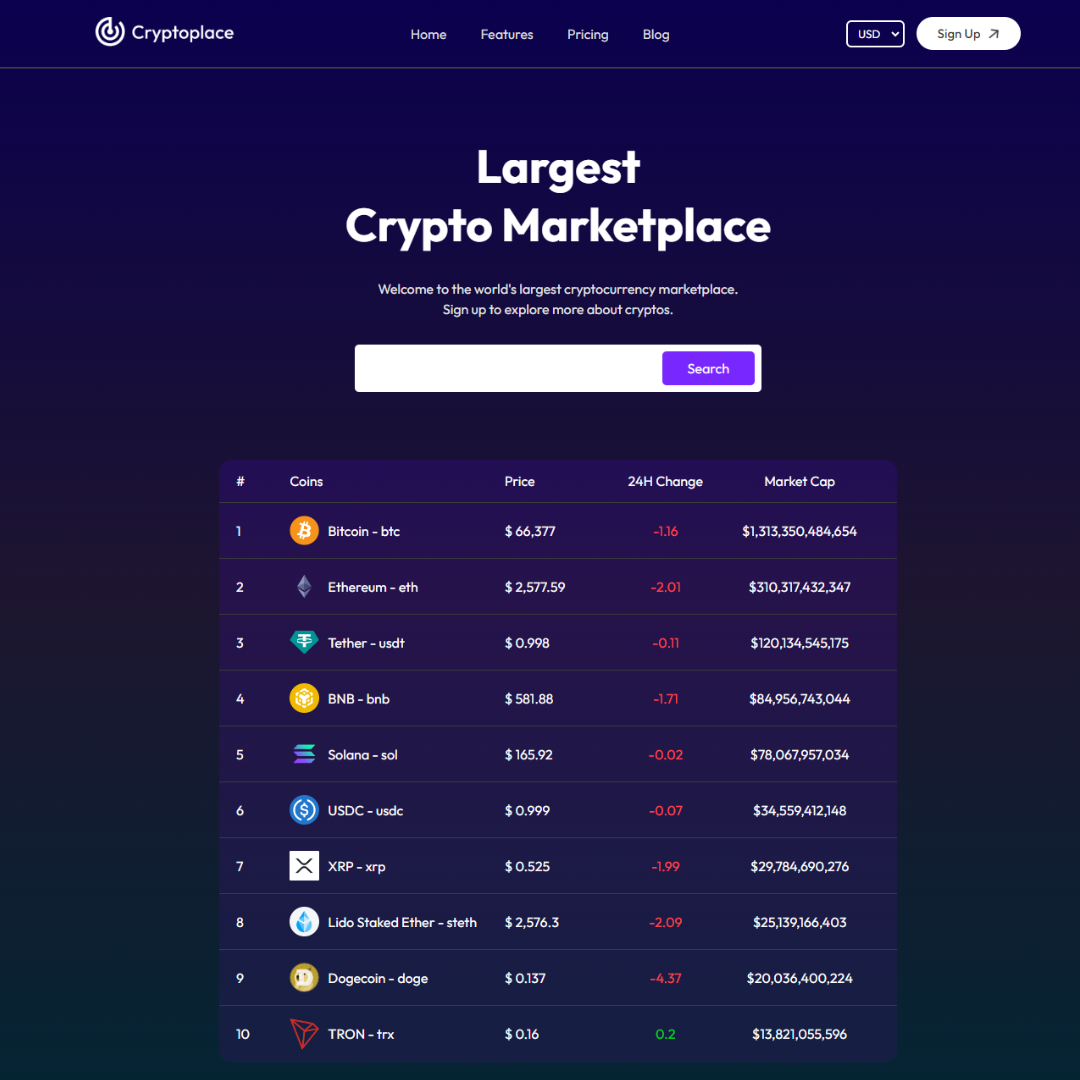 Cryptoplace Home Features Pricing Blog USD Sign Up
Largest
Crypto Marketplace
Welcome to the world's largest cryptocurrency marketplace.
Sign up to explore more about cryptos.
Search
# Coins Price 24H Change Market Cap
1 Bitcoin - btc $ 66,377 -1.16 $1,313,350,484,654
2 Ethereum - eth $ 2,577.59 -2.01 $310,317,432,347
3 Tether - usdt $ 0.998 -0.11 $120,134,545,175
4 BNB - bnb $ 581.88 -1.71 $84,956,743,044
5 Solana - sol $ 165.92 -0.02 $78,067,957,034
6 USDC - usdc $ 0.999 -0.07 $34,559,412,148
7 XRP - xrp $ 0.525 -1.99 $29,784,690,276
8 Lido Staked Ether - steth $ 2,576.3 -2.09 $25,139,166,403
9 Dogecoin - doge $ 0.137 -4.37 $20,036,400,224
10 TRON - trx $ 0.16 0.2 $13,821,055,596